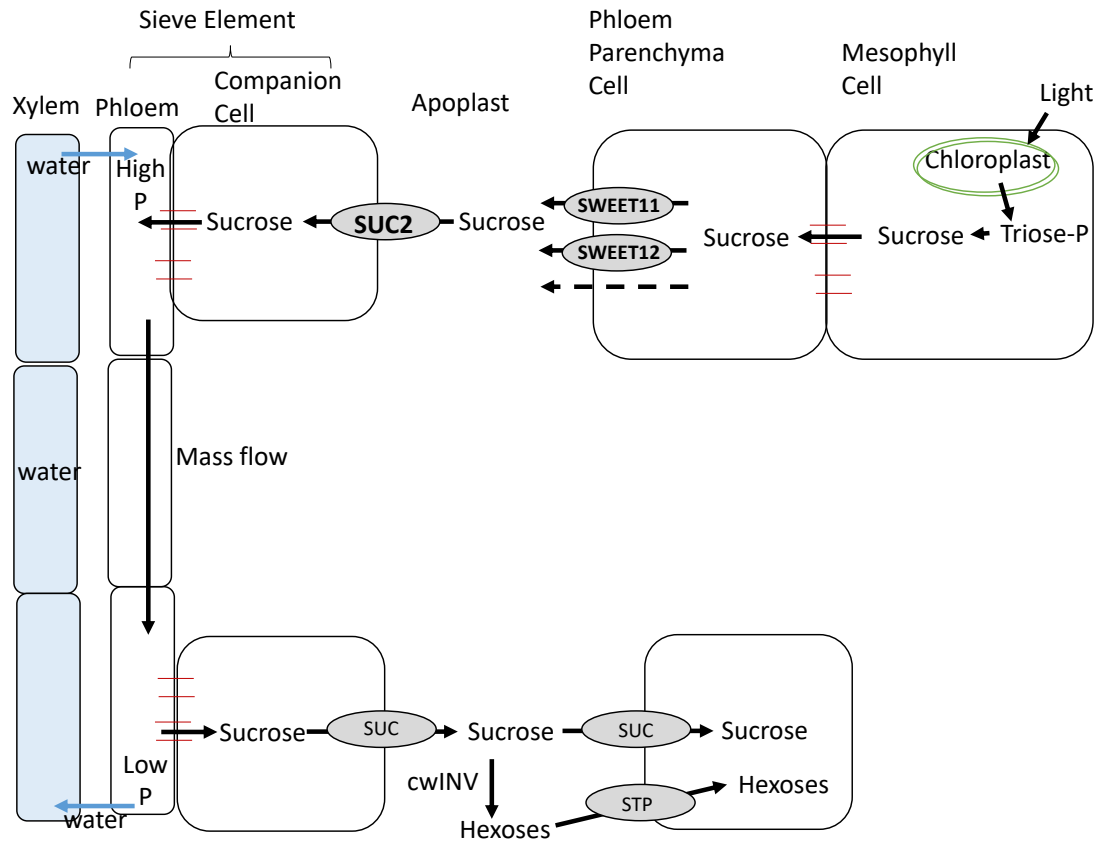 Sieve Element
Phloem
Parenchyma
Cell
Mesophyll
Cell
Companion
Cell
Xylem
Phloem
Apoplast
Light
water
High
P
Sucrose
SUC2
Sucrose
SWEET11
SWEET12
Sucrose
Sucrose
Chloroplast
Triose-P
water
Mass flow
Low
P
water
Sucrose
SUC
Sucrose
SUC
Sucrose
cwINV
Hexoses
STP
Hexoses